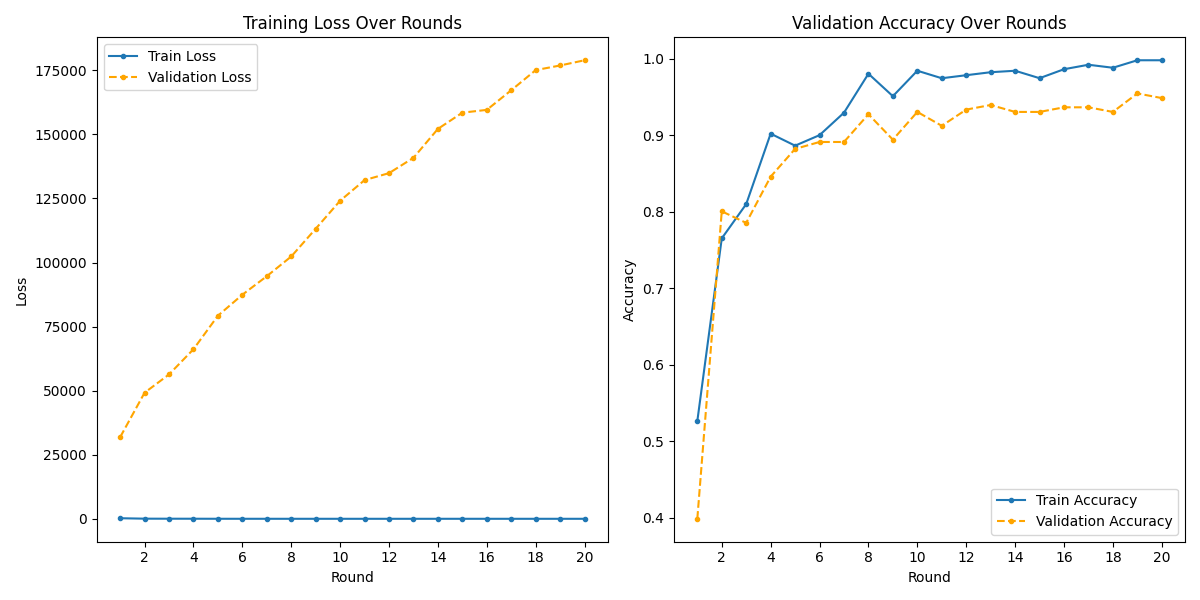 Training Loss Over Rounds
Train Loss
Validation Loss
175000
150000
125000
100000
75000
50000
25000
0
Loss
2 4 6 8 10 12 14 16 18 20
Round
Validation Accuracy Over Rounds
1.0
0.9
0.8
0.7
0.6
0.5
0.4
Accuracy
Train Accuracy
Validation Accuracy
2 4 6 8 10 12 14 16 18 20
Round